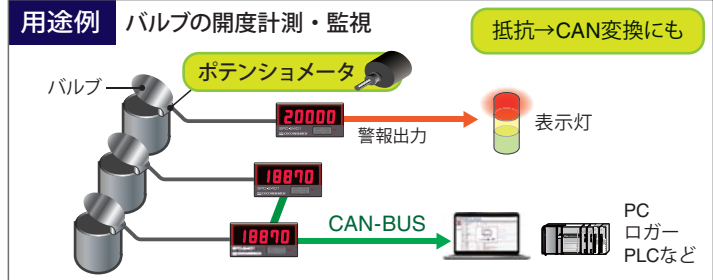 用途例 バルブの開度計測・監視
抵抗→CAN変換にも
ポテンショメータ
バルブ
20000
警報出力
表示灯
18870
18870
CAN-BUS
PC
ロガー
PLCなど